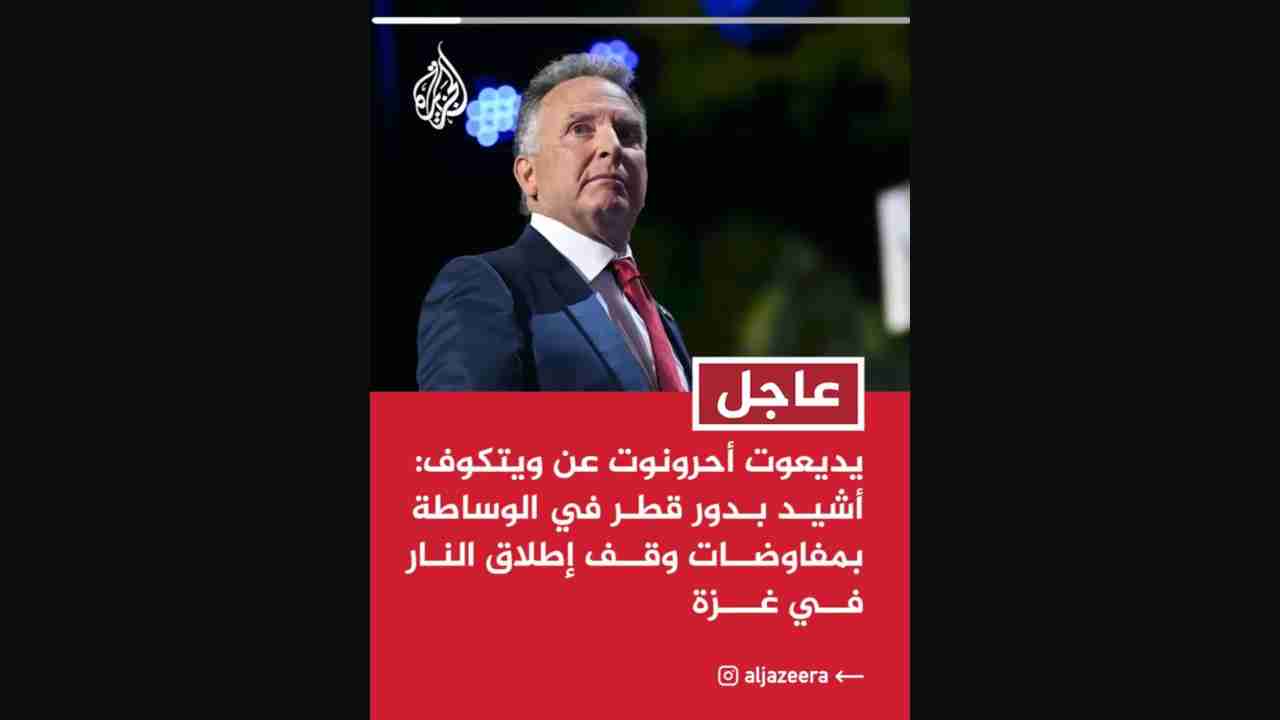 الجزيرة
عاجل
يديعوت أحرونوت عن ويتكوف:
أشيد بدور قطر في الوساطة
بمفاوضات وقف إطلاق النار
في غزة
aljazeera